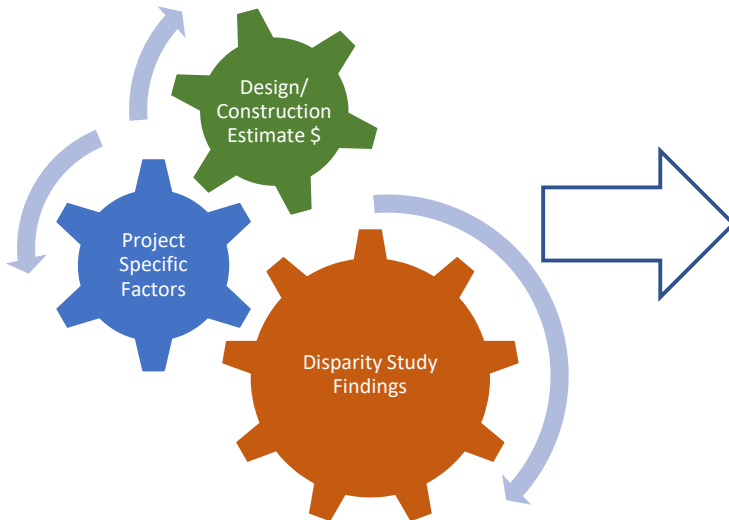 Design/
Construction
Estimate $
Project
Specific
Factors
Disparity Study
Findings